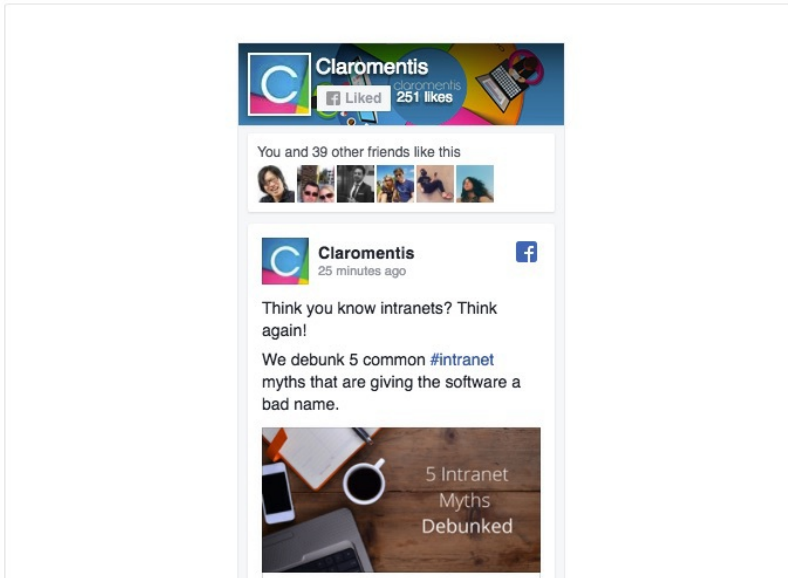 C
Claromentis
Liked
claromentis
251 likes
You and 39 other friends like this
C
Claromentis
25 minutes ago
Think you know intranets? Think
again!
We debunk 5 common #intranet
myths that are giving the software a
bad name.
5 Intranet
Myths
Debunked